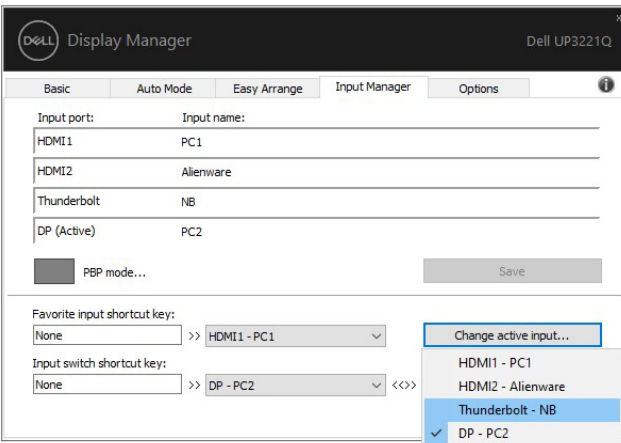 DELL Display Manager
Dell UP3221Q
Basic Auto Mode Easy Arrange Input Manager Options
Input port: Input name:
HDMI1 PC1
HDMI2 Alienware
Thunderbolt NB
DP (Active) PC2
PBP mode... Save
Favorite input shortcut key:
None >> HDMI1 - PC1 Change active input...
Input switch shortcut key:
None >> DP - PC2 <<>>
HDMI1 - PC1
HDMI2 - Alienware
Thunderbolt - NB
DP - PC2